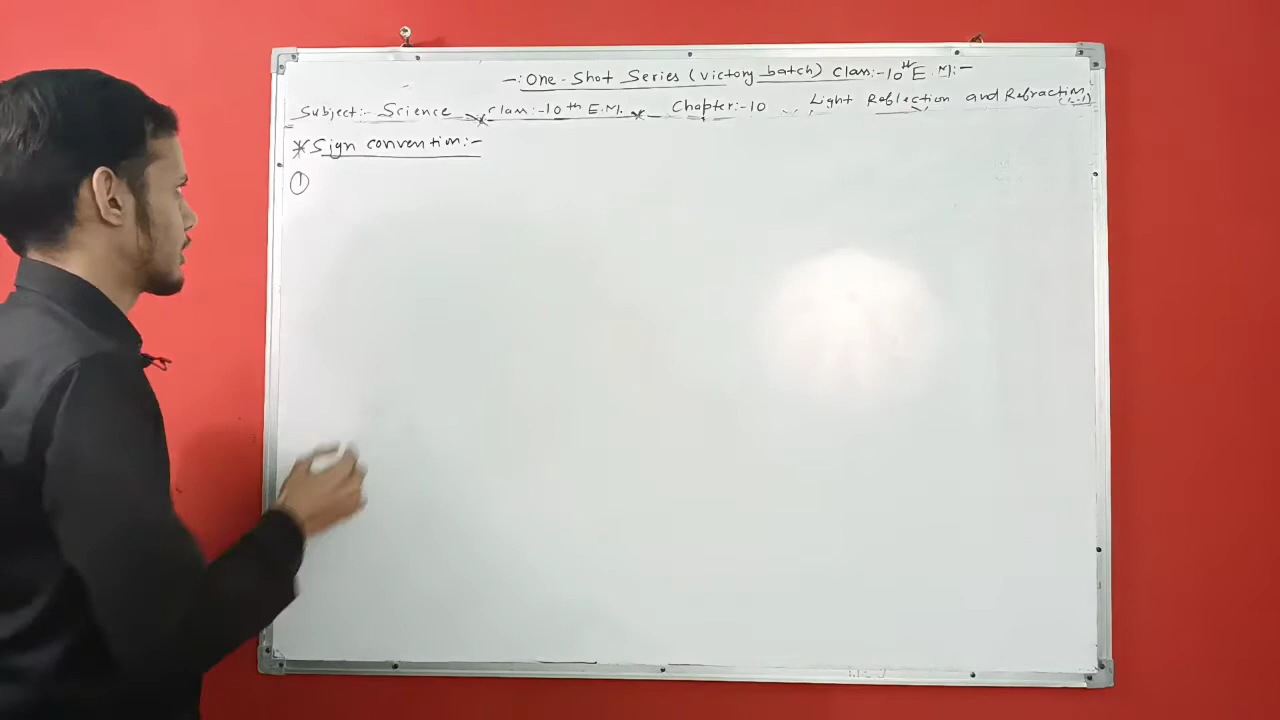 -: One-Shot Series (Victory batch) Class:-10th E.M:-
Subject:- Science * Class:-10th E.M. * Chapter:-10 Light Reflection and Refraction
*Sign convention:-
①